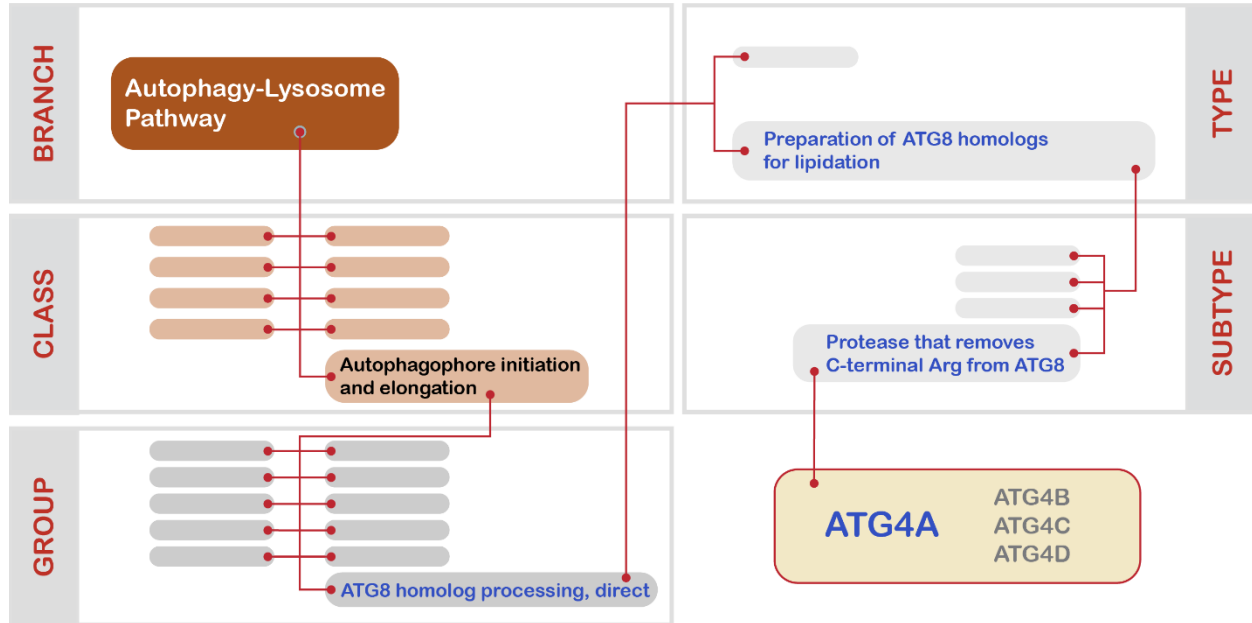 BRANCH
Autophagy-Lysosome
Pathway
CLASS
Autophagophore initiation
and elongation
GROUP
ATG8 homolog processing, direct
TYPE
Preparation of ATG8 homologs
for lipidation
SUBTYPE
Protease that removes
C-terminal Arg from ATG8
ATG4A
ATG4B
ATG4C
ATG4D